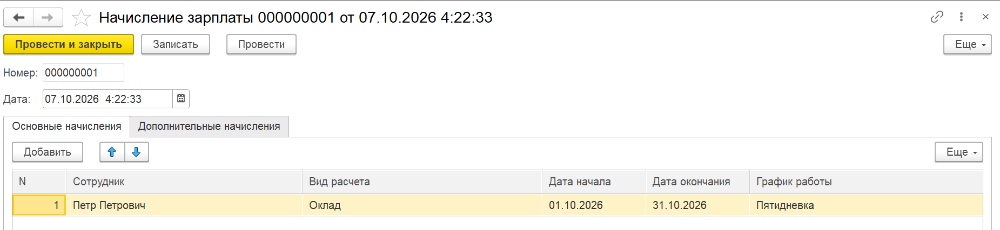 Начисление зарплаты 000000001 от 07.10.2026 4:22:33
Провести и закрыть Записать Провести Еще
Номер: 000000001
Дата: 07.10.2026 4:22:33
Основные начисления Дополнительные начисления
Добавить Еще
N Сотрудник Вид расчета Дата начала Дата окончания График работы
1 Петр Петрович Оклад 01.10.2026 31.10.2026 Пятидневка